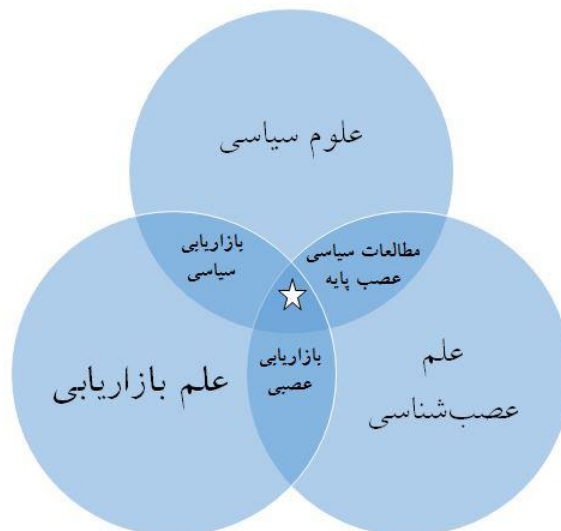 علوم سیاسی
مطالعات سیاسی
عصب پایه
بازاریابی
سیاسی
بازاریابی
عصبی
علم
عصب‌شناسی
علم بازاریابی